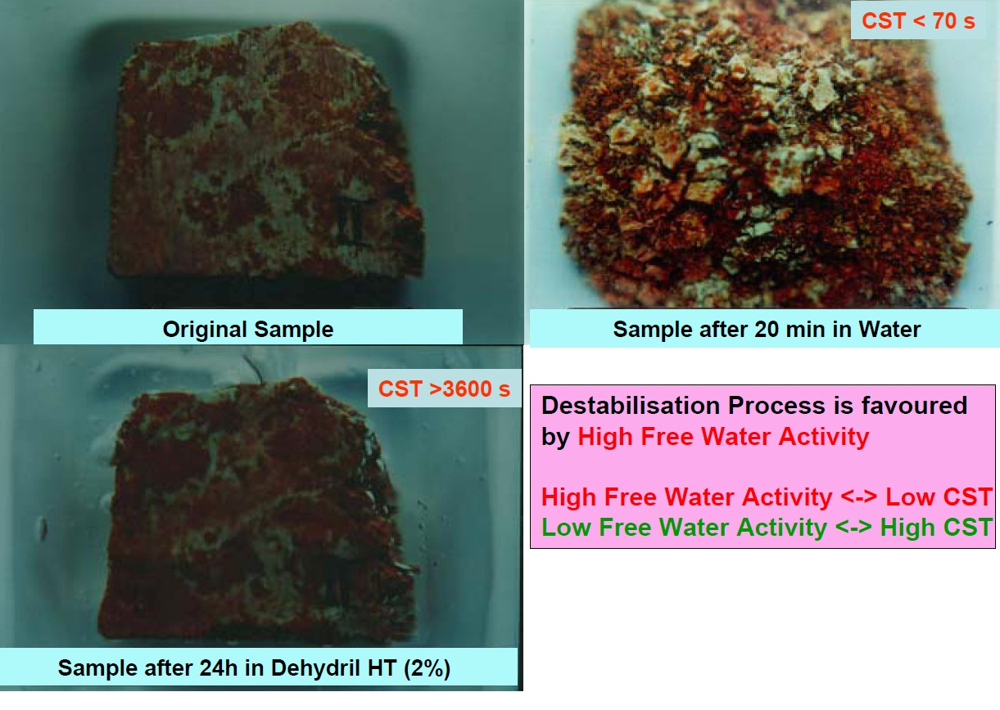 CST < 70 s
Original Sample
Sample after 20 min in Water
CST >3600 s
Destabilisation Process is favoured
by High Free Water Activity
High Free Water Activity <-> Low CST
Low Free Water Activity <-> High CST
Sample after 24h in Dehydril HT (2%)